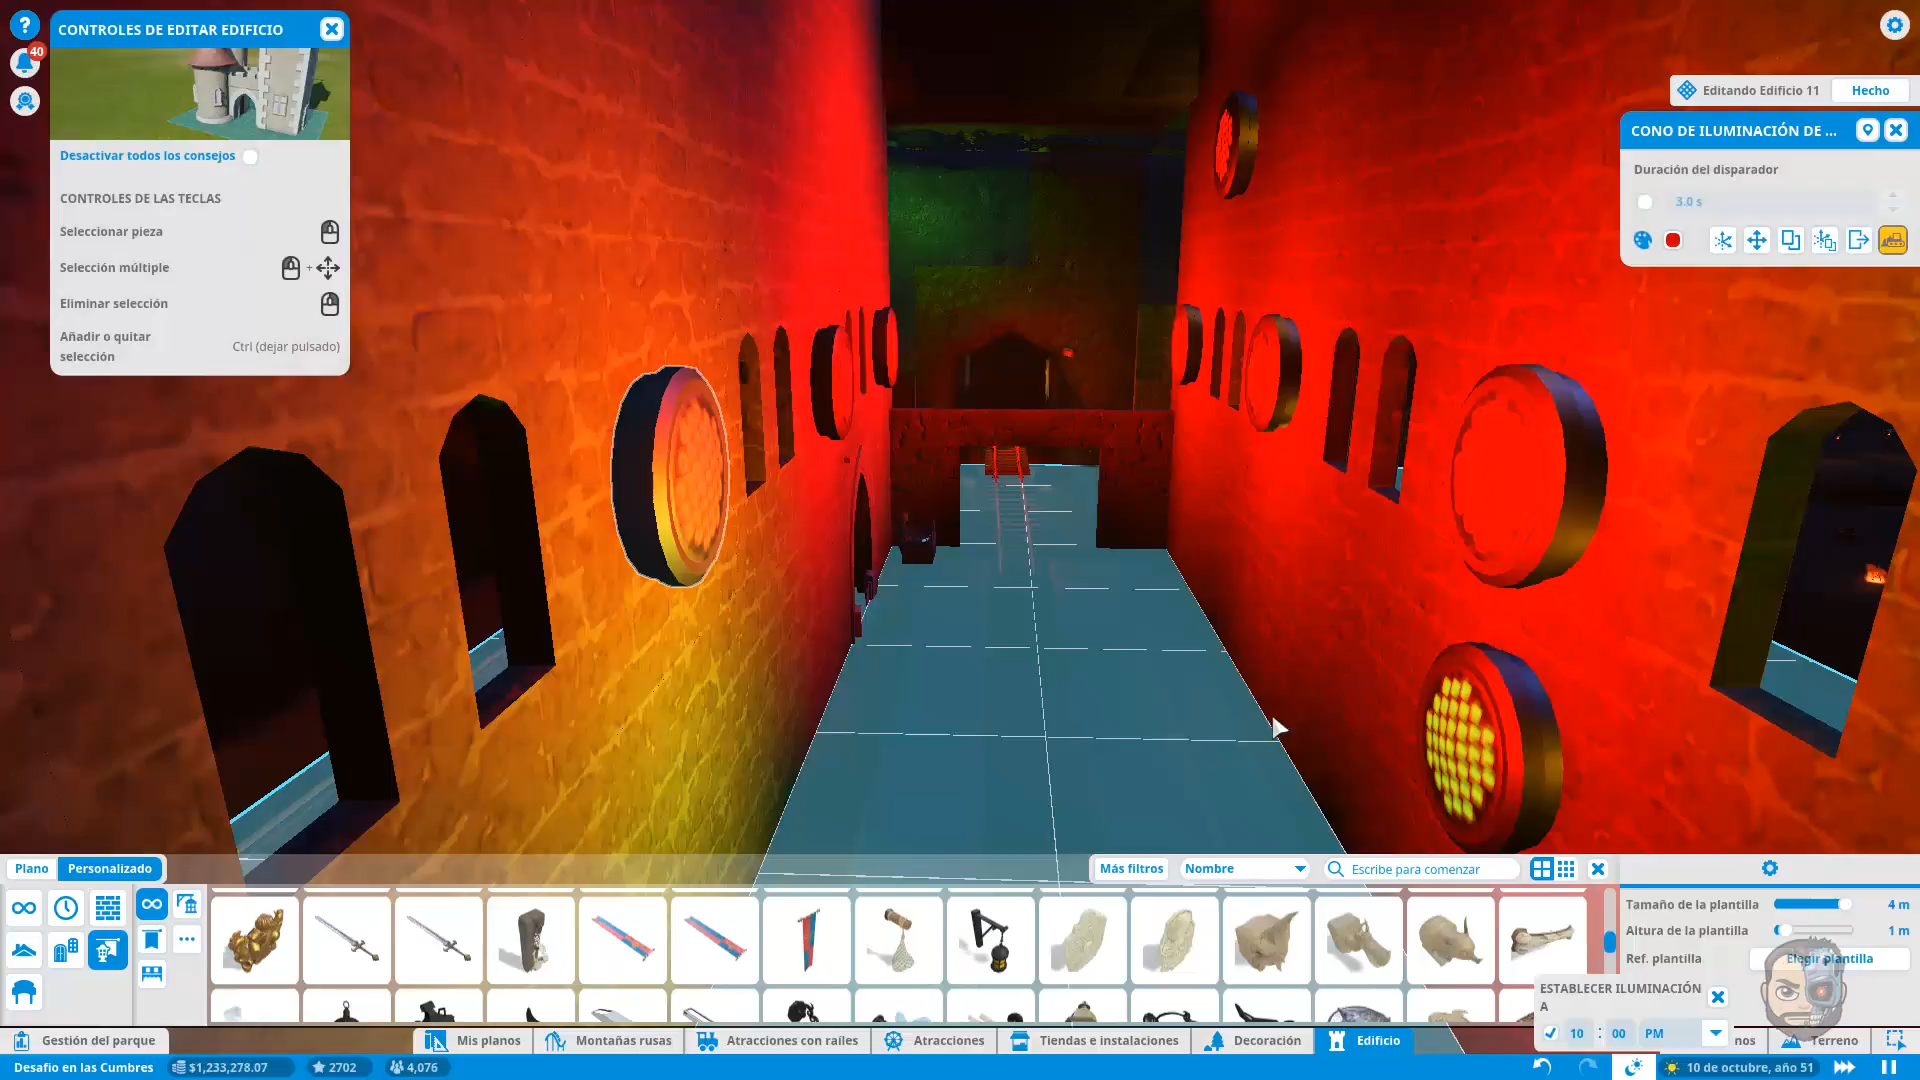 ?
CONTROLES DE EDITAR EDIFICIO
40
Desactivar todos los consejos
CONTROLES DE LAS TECLAS
Seleccionar pieza
Selección múltiple
+
Eliminar selección
Añadir o quitar selección
Ctrl (dejar pulsado)
Editando Edificio 11
Hecho
CONO DE ILUMINACIÓN DE ...
Duración del disparador
3.0 s
Plano
Personalizado
Más filtros
Nombre
Escribe para comenzar
Tamaño de la plantilla
4 m
Altura de la plantilla
1 m
Ref. plantilla
Elegir plantilla
ESTABLECER ILUMINACIÓN A
10 : 00 PM
Gestión del parque
Mis planos
Montañas rusas
Atracciones con raíles
Atracciones
Tiendas e instalaciones
Decoración
Edificio
nos
Terreno
Desafio en las Cumbres
$1,233,278.07
2702
4,076
10 de octubre, año 51